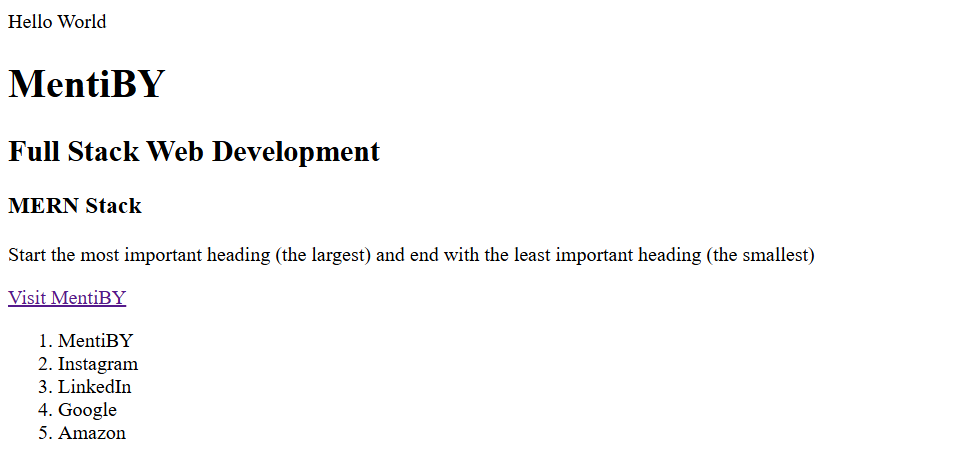 Hello World
MentiBY
Full Stack Web Development
MERN Stack
Start the most important heading (the largest) and end with the least important heading (the smallest)
Visit MentiBY
1. MentiBY
2. Instagram
3. LinkedIn
4. Google
5. Amazon